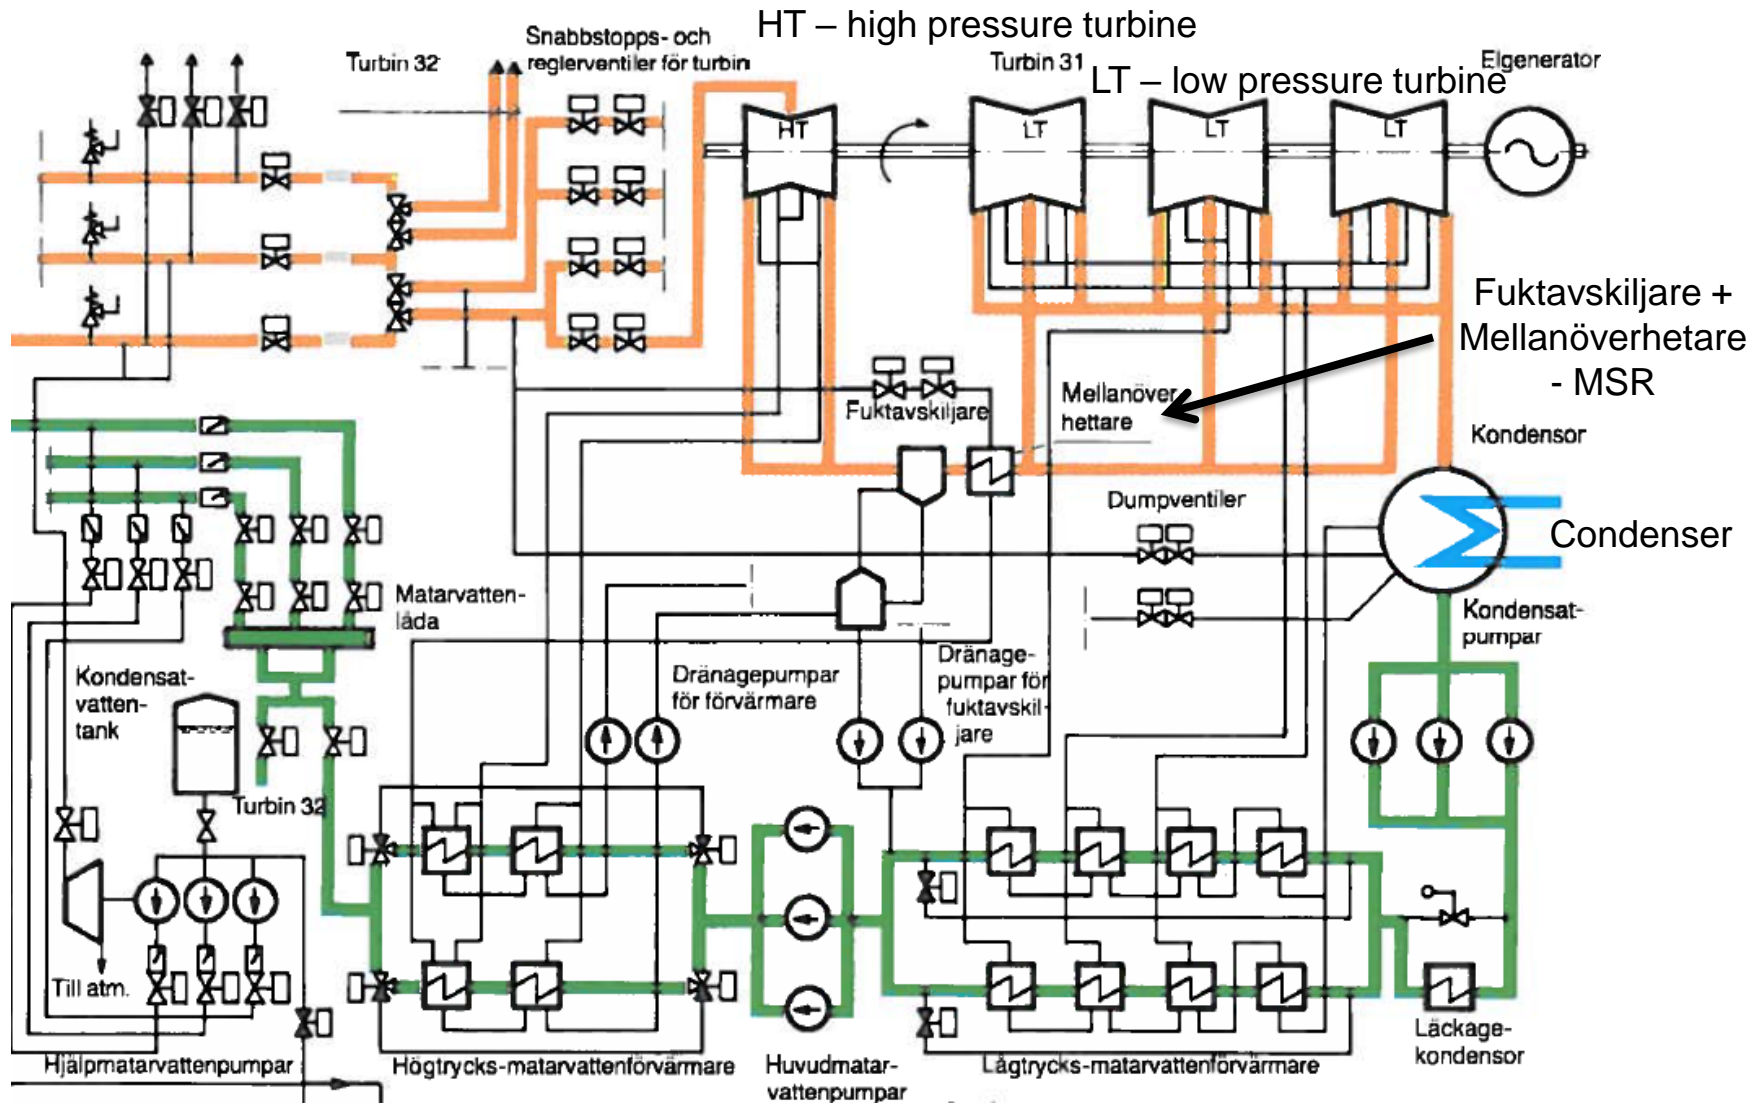 HT – high pressure turbine
Snabbstopps- och
reglerventiler för turbin
Turbin 32
Turbin 31
Elgenerator
LT – low pressure turbine
HT
LT
LT
LT
Fuktavskiljare +
Mellanöverhetare
- MSR
Mellanöver
hettare
Fuktavskiljare
Kondensor
Dumpventiler
Condenser
Matarvatten-
låda
Kondensat-
pumpar
Kondensat-
vatten-
tank
Dränagepumpar
för förvärmare
Dränage-
pumpar för
fuktavskil-
jare
Turbin 32
Till atm.
Läckage-
kondensor
Hjälpmatarvattenpumpar
Högtrycks-matarvattenförvärmare
Huvudmatar-
vattenpumpar
Lågtrycks-matarvattenförvärmare